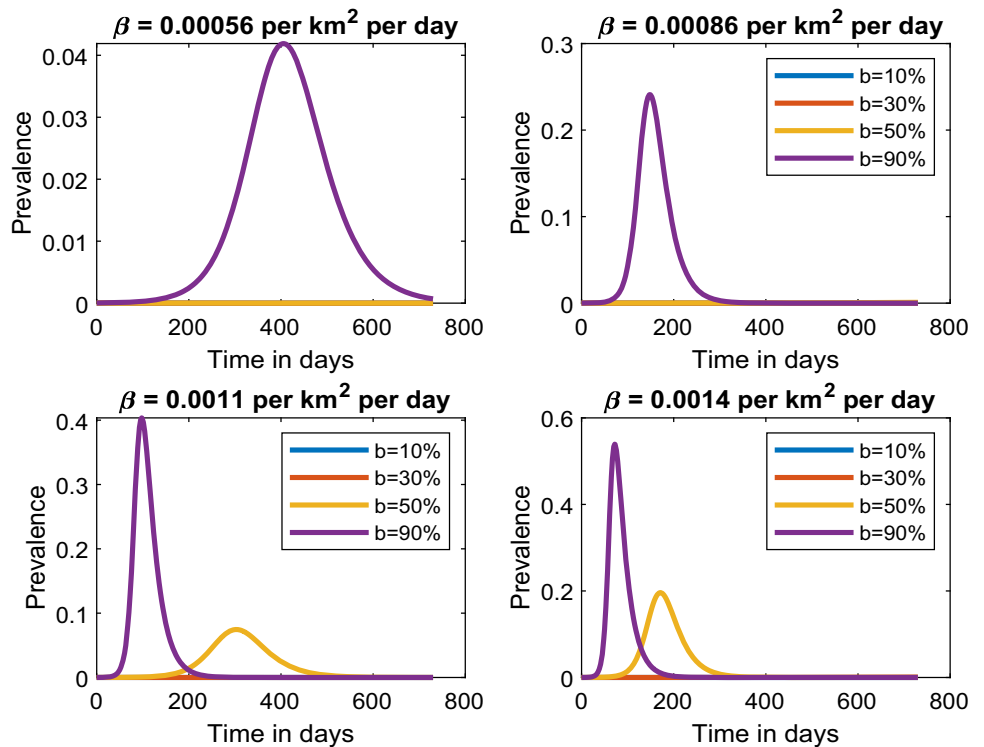 β = 0.00056 per km² per day
Prevalence
0.04
0.03
0.02
0.01
0
0 200 400 600 800
Time in days
β = 0.00086 per km² per day
Prevalence
0.3
0.2
0.1
0
b=10%
b=30%
b=50%
b=90%
0 200 400 600 800
Time in days
β = 0.0011 per km² per day
Prevalence
0.4
0.3
0.2
0.1
0
b=10%
b=30%
b=50%
b=90%
0 200 400 600 800
Time in days
β = 0.0014 per km² per day
Prevalence
0.6
0.4
0.2
0
b=10%
b=30%
b=50%
b=90%
0 200 400 600 800
Time in days